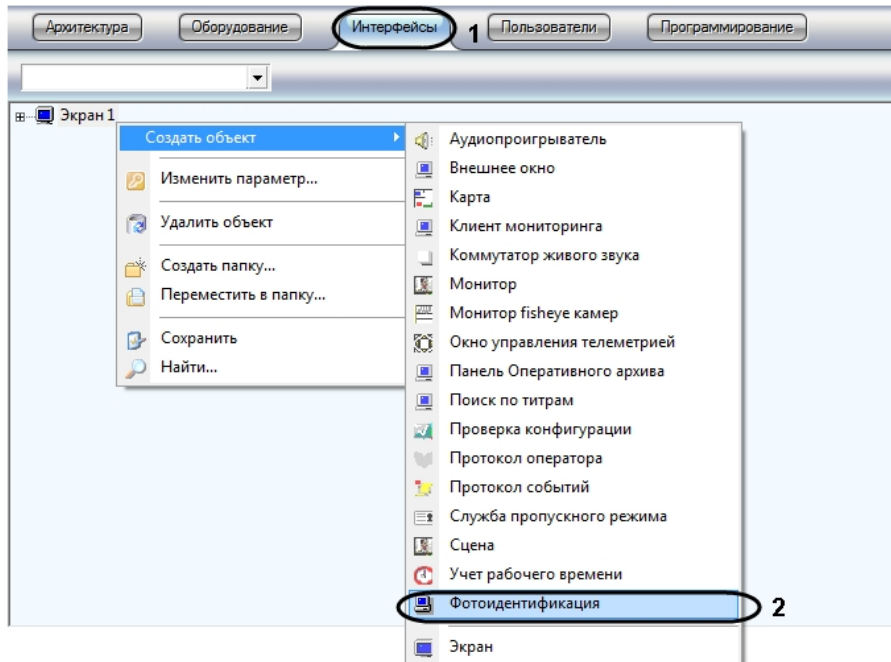 Архитектура Оборудование Интерфейсы 1 Пользователи Программирование
Экран 1
Создать объект
Изменить параметр...
Удалить объект
Создать папку...
Переместить в папку...
Сохранить
Найти...
Аудиопроигрыватель
Внешнее окно
Карта
Клиент мониторинга
Коммутатор живого звука
Монитор
Монитор fisheye камер
Окно управления телеметрией
Панель Оперативного архива
Поиск по титрам
Проверка конфигурации
Протокол оператора
Протокол событий
Служба пропускного режима
Сцена
Учет рабочего времени
Фотоидентификация 2
Экран